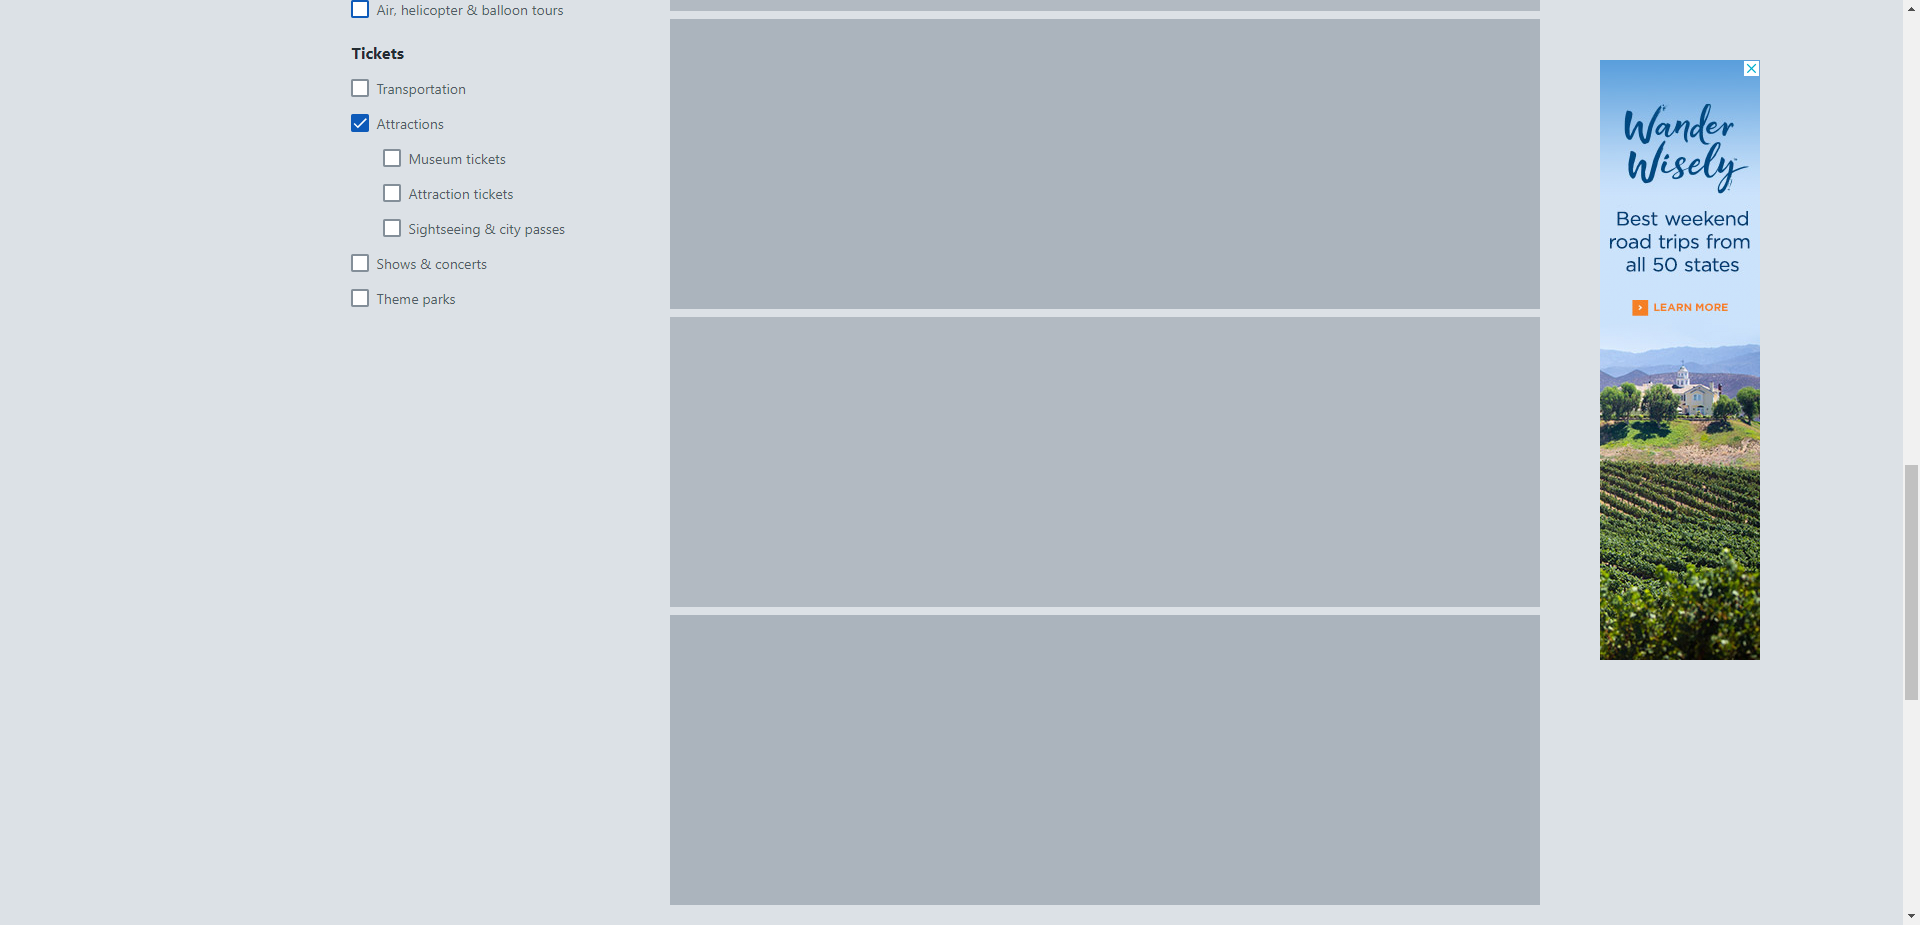 Air, helicopter & balloon tours
Tickets
Transportation
Attractions
Museum tickets
Attraction tickets
Sightseeing & city passes
Shows & concerts
Theme parks
Wander
Wisely
Best weekend
road trips from
all 50 states
LEARN MORE